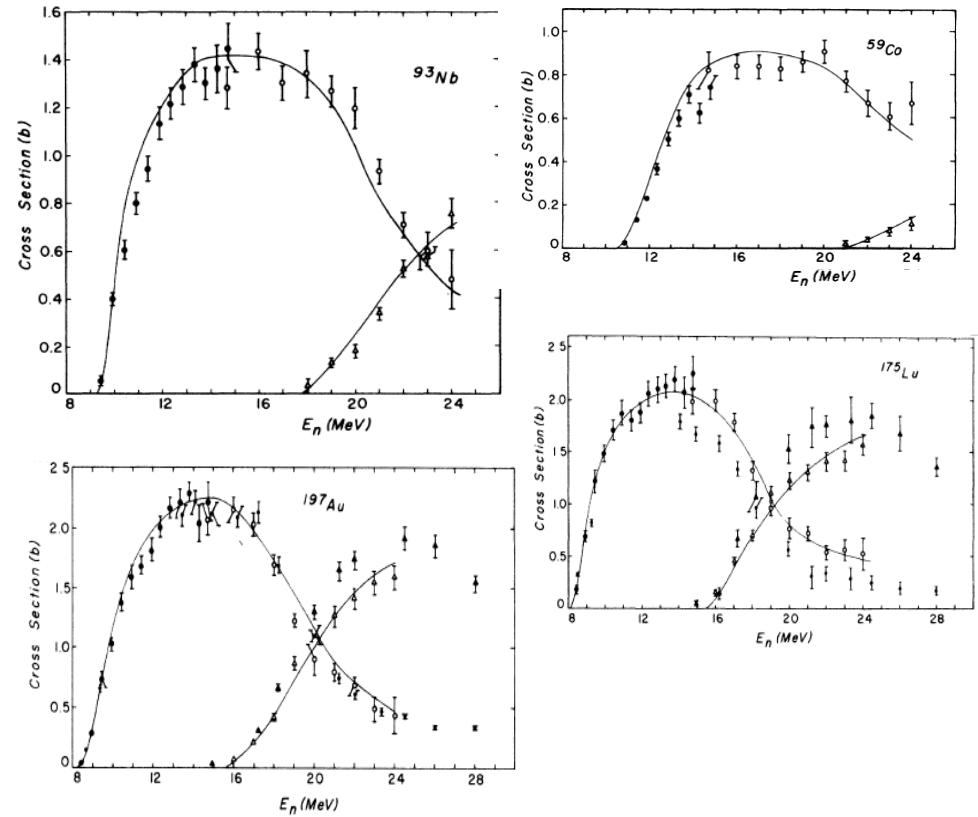 1.6
1.4
1.2
1.0
0.8
0.6
0.4
0.2
0
Cross Section (b)
93Nb
8 12 16 20 24
En (MeV)
1.0
0.8
0.6
0.4
0.2
0
Cross Section (b)
59Co
8 12 16 20 24
En (MeV)
2.5
2.0
1.5
1.0
0.5
0
Cross Section (b)
197Au
8 12 16 20 24 28
En (MeV)
2 5
2.0
1.5
1.0
0.5
0
Cross Section (b)
175Lu
8 12 16 20 24 28
En (MeV)